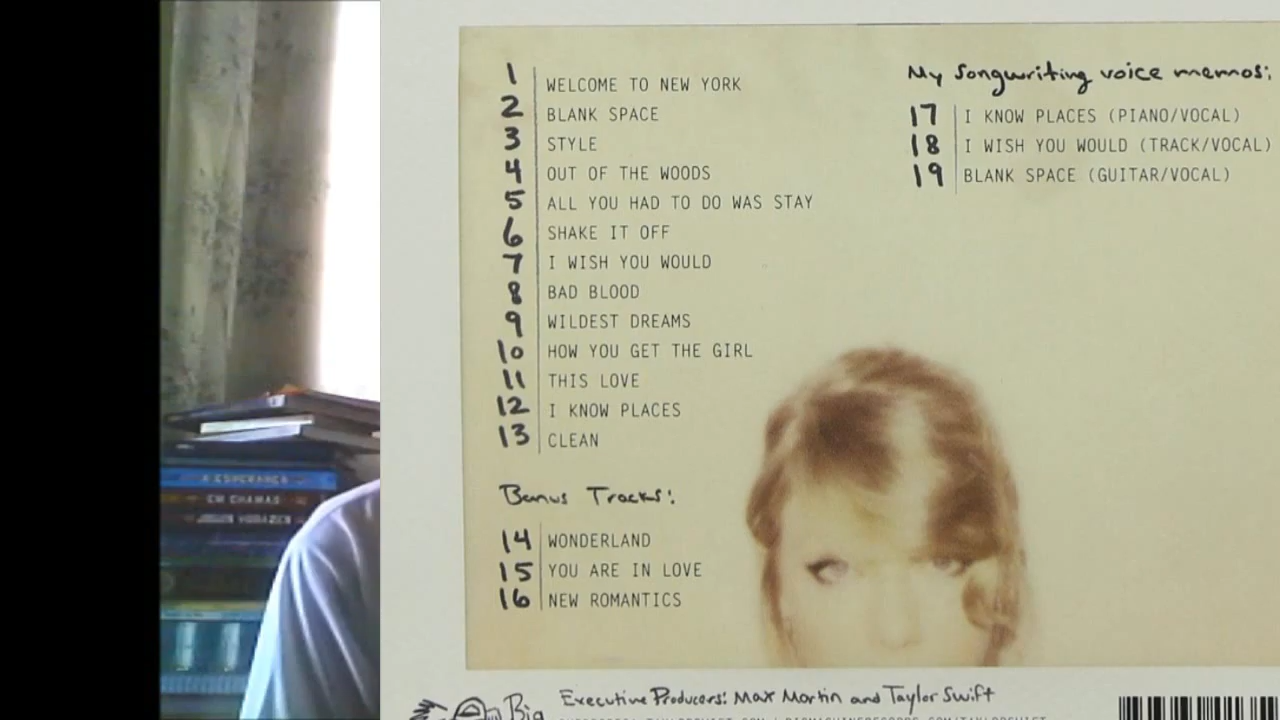 1 WELCOME TO NEW YORK
2 BLANK SPACE
3 STYLE
4 OUT OF THE WOODS
5 ALL YOU HAD TO DO WAS STAY
6 SHAKE IT OFF
7 I WISH YOU WOULD
8 BAD BLOOD
9 WILDEST DREAMS
10 HOW YOU GET THE GIRL
11 THIS LOVE
12 I KNOW PLACES
13 CLEAN
Bonus Tracks:
14 WONDERLAND
15 YOU ARE IN LOVE
16 NEW ROMANTICS
My Songwriting voice memos:
17 I KNOW PLACES (PIANO/VOCAL)
18 I WISH YOU WOULD (TRACK/VOCAL)
19 BLANK SPACE (GUITAR/VOCAL)
Big
Executive Producers: Max Martin and Taylor Swift
A ESPERANÇA
EM CHAMAS
JOGOS VORAZES